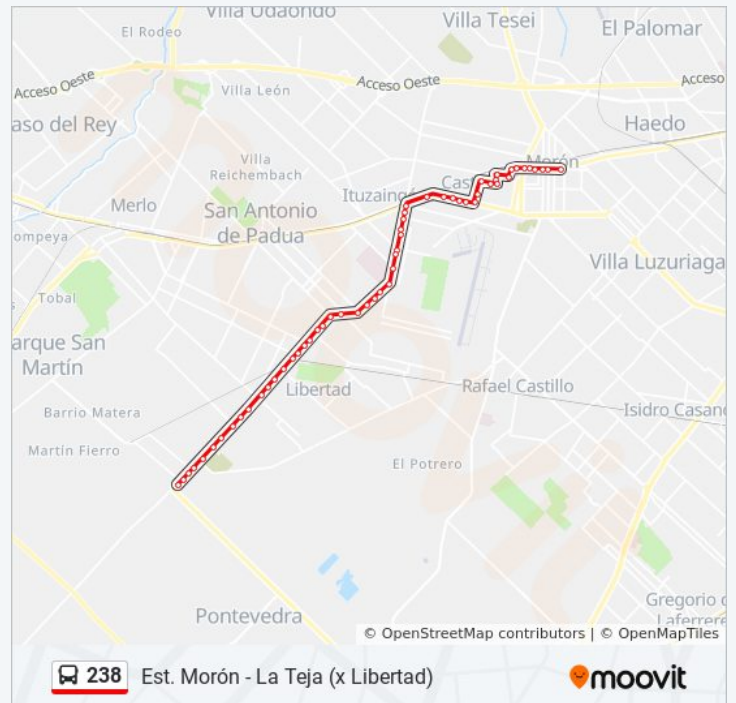 Villa Udaondo
Villa Tesei
El Palomar
El Rodeo
Acceso Oeste
Acceso Oeste
Acceso
Villa León
aso del Rey
Haedo
Villa
Reichembach
Morón
Cast
Ituzaingó
Merlo
San Antonio
de Padua
ompeya
Villa Luzuriaga
Tobal
arque San
Martín
Libertad
Rafael Castillo
Barrio Matera
Isidro Casano
Martín Fierro
El Potrero
Gregorio d
Laferrere
Pontevedra
© OpenStreetMap contributors | © OpenMapTiles
238 Est. Morón - La Teja (x Libertad)
moovit